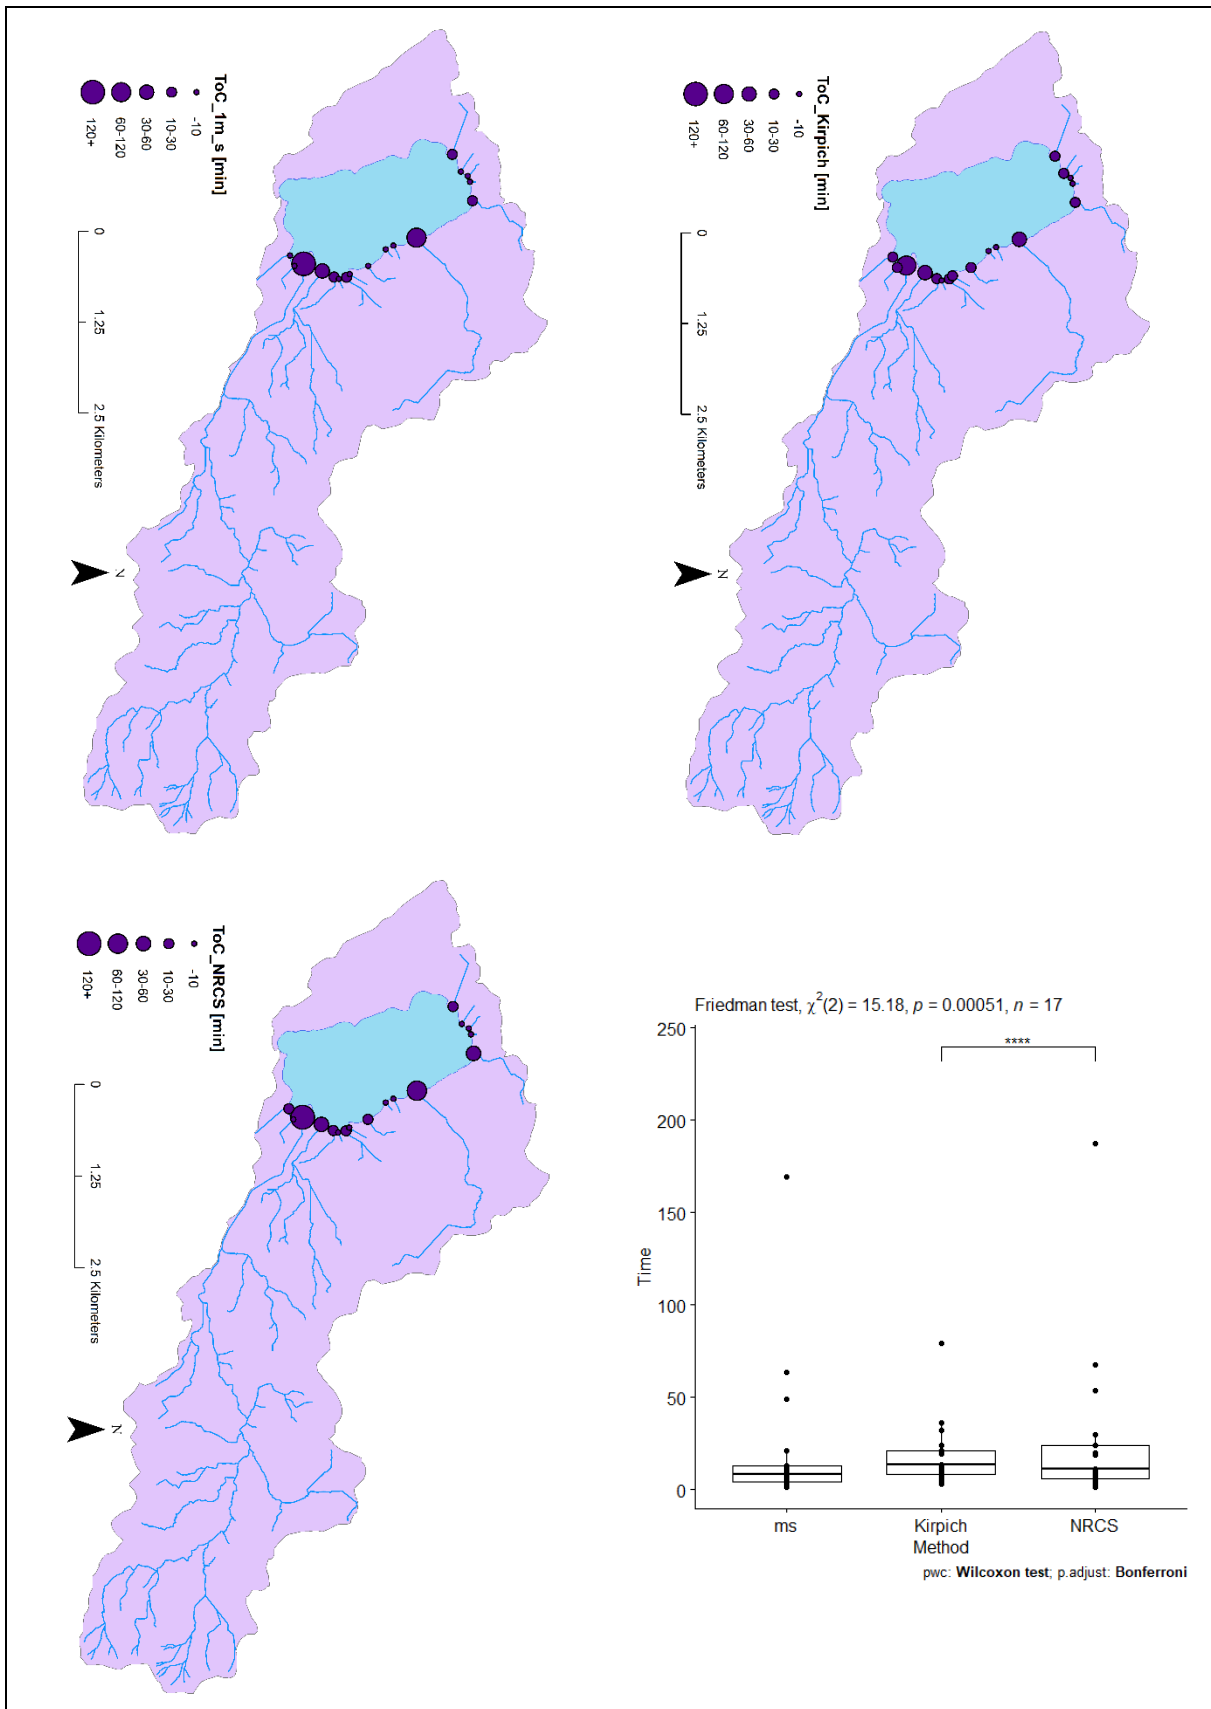 ToC_1m_s [min]
-10
10-30
30-60
60-120
120+
0
1.25
2.5 Kilometers
N
ToC_Kirpich [min]
-10
10-30
30-60
60-120
120+
0
1.25
2.5 Kilometers
N
ToC_NRCS [min]
-10
10-30
30-60
60-120
120+
0
1.25
2.5 Kilometers
N
Friedman test, χ²(2) = 15.18, p = 0.00051, n = 17
****
250
200
150
100
50
0
Time
ms
Kirpich
Method
NRCS
pwc: Wilcoxon test; p.adjust: Bonferroni